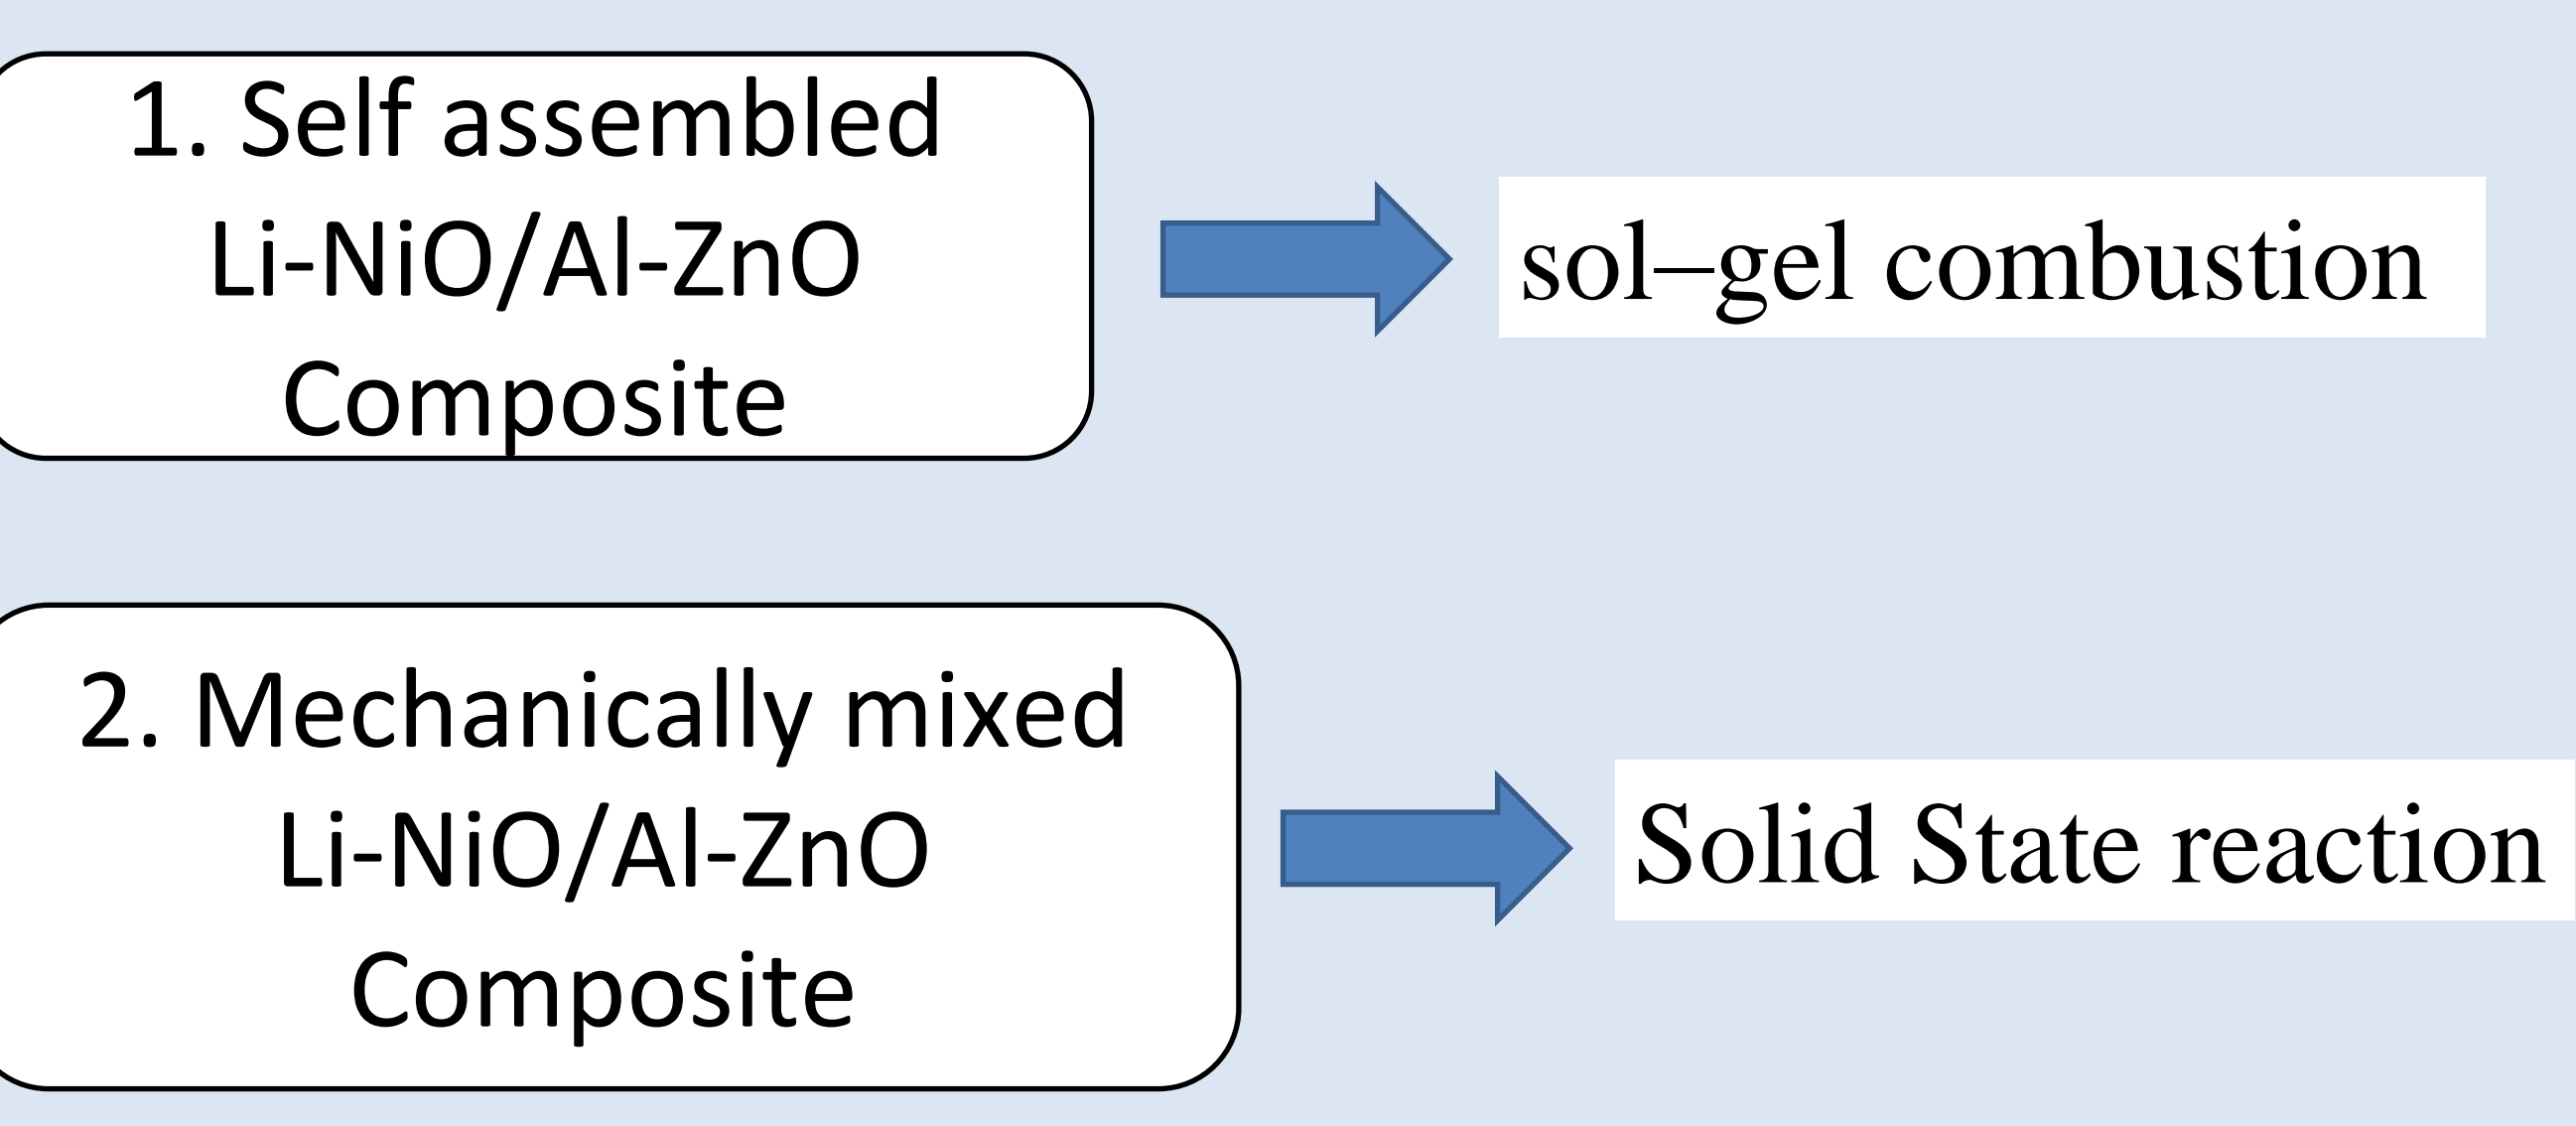 1. Self assembled
Li-NiO/Al-ZnO
Composite
sol–gel combustion
2. Mechanically mixed
Li-NiO/Al-ZnO
Composite
Solid State reaction